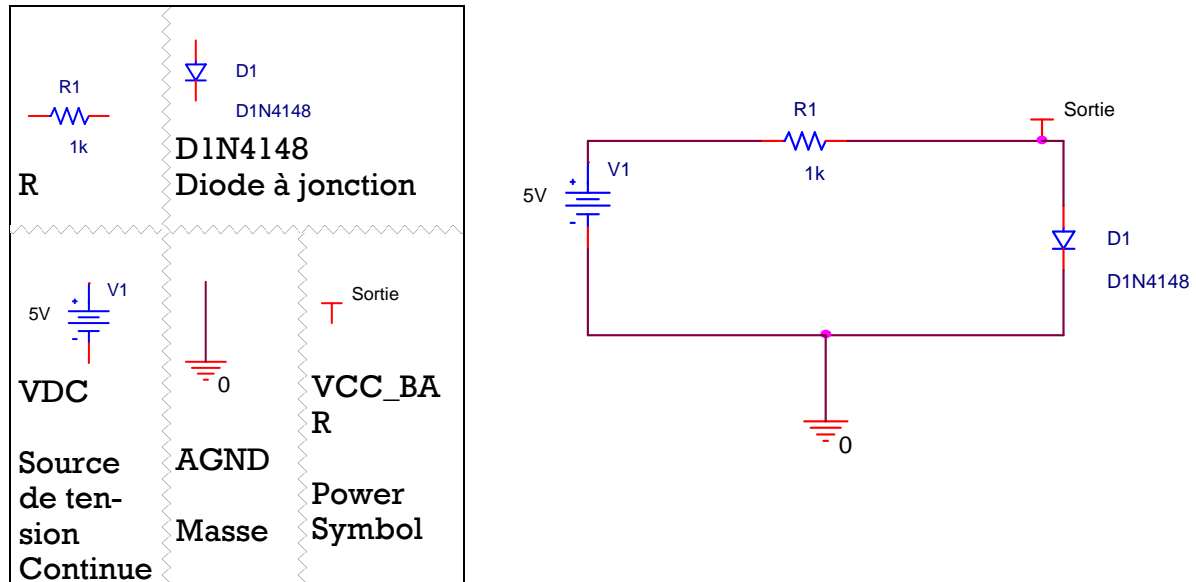 R1
1k
R
D1
D1N4148
D1N4148
Diode à jonction
5V
+
V1
-
VDC
Source
de ten-
sion
Continue
0
AGND
Masse
Sortie
VCC_BA
R
Power
Symbol
R1
1k
Sortie
5V
+
V1
-
D1
D1N4148
0